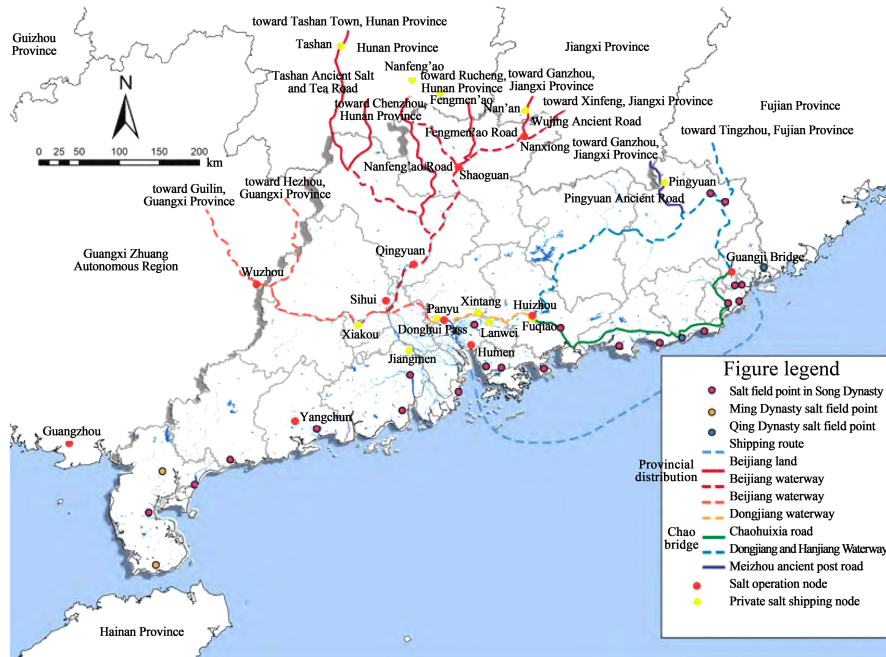 toward Tashan Town, Hunan Province
Guizhou
Province
Tashan
Hunan Province
Jiangxi Province
Nanfeng'ao
Tashan Ancient Salt
and Tea Road
toward Rucheng,
Hunan Province
toward Ganzhou,
Jiangxi Province
N
Fengmen'ao
Nan'an
toward Xinfeng, Jiangxi Province
toward Chenzhou,
Hunan Province
Fujian Province
Wujing Ancient Road
Fengmen'ao Road
toward Tingzhou, Fujian Province
0 25 50 100 150 200
km
Nanxiong
toward Ganzhou,
Jiangxi Province
Nanfeng'ao Road
Shaoguan
toward Guilin,
Guangxi Province
toward Hezhou,
Guangxi Province
Pingyuan
Pingyuan Ancient Road
Guangxi Zhuang
Autonomous Region
Qingyuan
Guangji Bridge
Wuzhou
Sihui
Xintang
Panyu
Huizhou
Xiakou
Donghui Pass
Lanwei
Fuqiao
Jiangmen
Humen
Yangchun
Guangzhou
Figure legend
Salt field point in Song Dynasty
Ming Dynasty salt field point
Qing Dynasty salt field point
Shipping route
Provincial
distribution
Beijiang land
Beijiang waterway
Beijiang waterway
Dongjiang waterway
Chao
bridge
Chaohuixia road
Dongjiang and Hanjiang Waterway
Meizhou ancient post road
Salt operation node
Private salt shipping node
Hainan Province